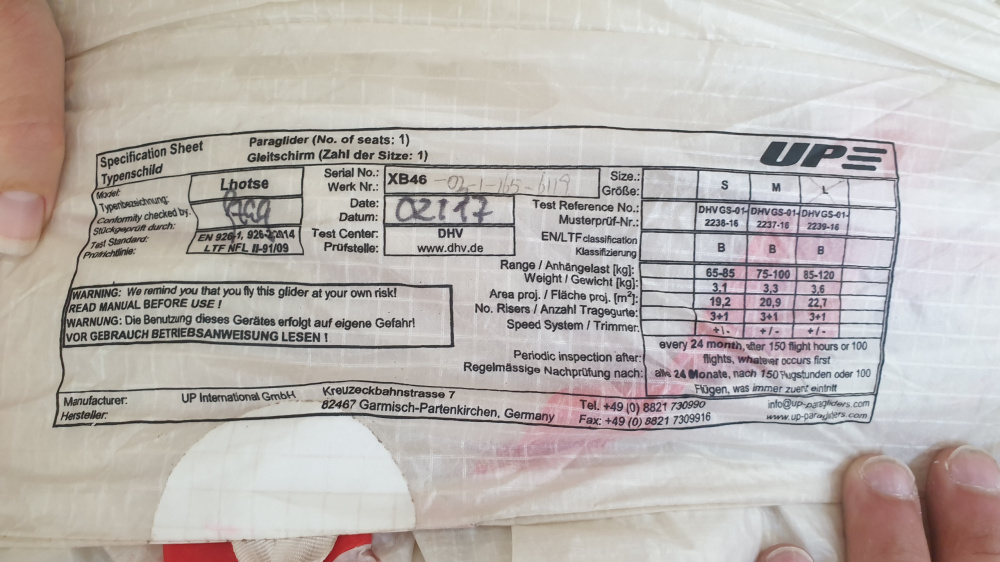 Specification Sheet
Typenschild
Paraglider (No. of seats: 1)
Gleitschirm (Zahl der Sitze: 1)
UP
Model:
Typenbezeichnung:
Lhotse
Conformity checked by:
Stückgeprüft durch:
Test Standard:
Prüfrichtlinie:
EN 926-1, 926-2:2014
LTF NFL II-91/09
Serial No.:
Werk Nr.:
XB46 -02-1-165-6119
Date:
Datum:
02117
Test Center:
Prüfstelle:
DHV
www.dhv.de
Size.:
Größe:
S M L
Test Reference No.:
Musterprüf-Nr.:
DHV GS-01- DHV GS-01- DHV GS-01-
2238-16 2237-16 2239-16
EN/LTF classification
Klassifizierung
B B B
Range / Anhängelast [kg]: 65-85 75-100 85-120
Weight / Gewicht [kg]: 3,1 3,3 3,6
Area proj. / Fläche proj. [m²]: 19,2 20,9 22,7
No. Risers / Anzahl Tragegurte: 3+1 3+1 3+1
Speed System / Trimmer: +/- +/- +/-
Periodic inspection after:
Regelmässige Nachprüfung nach:
every 24 month, after 150 flight hours or 100
flights, whatever occurs first
alle 24 Monate, nach 150 Flugstunden oder 100
Flügen, was immer zuerst eintritt
WARNING: We remind you that you fly this glider at your own risk!
READ MANUAL BEFORE USE !
WARNUNG: Die Benutzung dieses Gerätes erfolgt auf eigene Gefahr!
VOR GEBRAUCH BETRIEBSANWEISUNG LESEN !
Manufacturer:
Hersteller:
UP International GmbH
Kreuzeckbahnstrasse 7
82467 Garmisch-Partenkirchen, Germany
Tel. +49 (0) 8821 730990
Fax: +49 (0) 8821 7309916
info@up-paragliders.com
www.up-paragliders.com